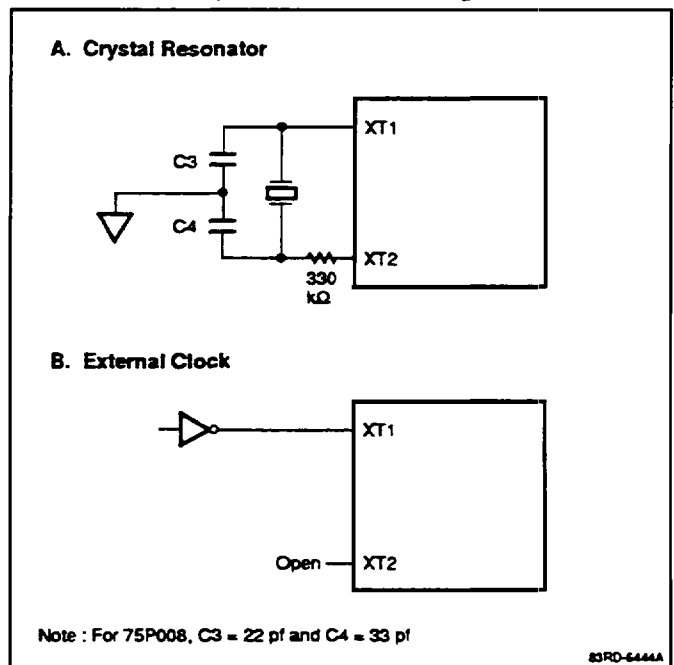 A. Crystal Resonator
XT1
C3
C4
XT2
330
kΩ
B. External Clock
XT1
Open
XT2
Note : For 75P008, C3 = 22 pf and C4 = 33 pf
83RD-6444A